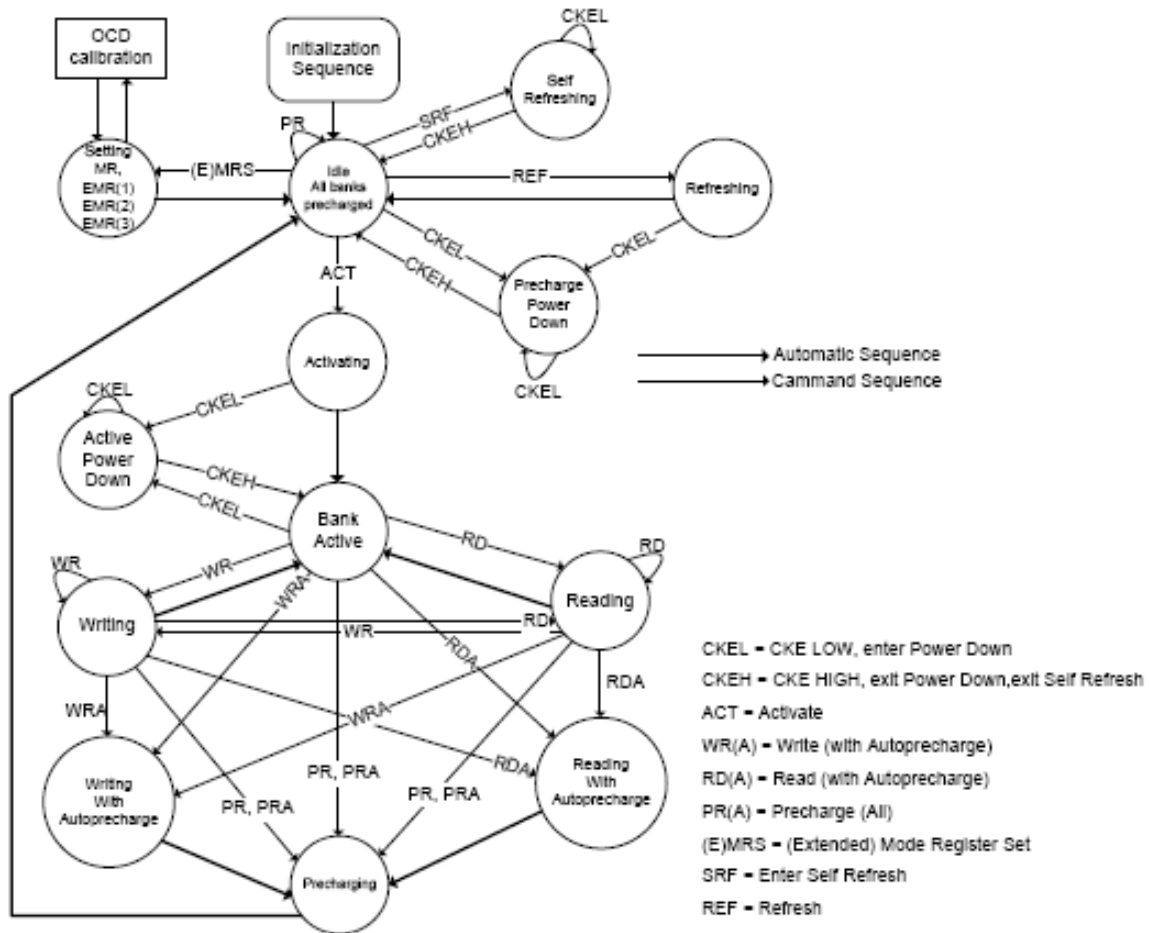 OCD
calibration
Initialization
Sequence
CKEL
Self
Refreshing
SRF
CKEH
PR
Setting
MR,
EMR(1)
EMR(2)
EMR(3)
(E)MRS
Idle
All banks
precharged
REF
Refreshing
CKEL
CKEH
CKEL
ACT
Precharge
Power
Down
CKEL
Activating
Automatic Sequence
Cammand Sequence
CKEL
CKEL
Active
Power
Down
CKEH
CKEL
Bank
Active
RD
RD
WR
WR
WRA
Writing
Reading
RD
WR
RDA
RDA
WRA
WRA
RDA
Writing
With
Autoprecharge
Reading
With
Autoprecharge
PR, PRA
PR, PRA
PR, PRA
Precharging
CKEL = CKE LOW, enter Power Down
CKEH = CKE HIGH, exit Power Down,exit Self Refresh
ACT = Activate
WR(A) = Write (with Autoprecharge)
RD(A) = Read (with Autoprecharge)
PR(A) = Precharge (All)
(E)MRS = (Extended) Mode Register Set
SRF = Enter Self Refresh
REF = Refresh